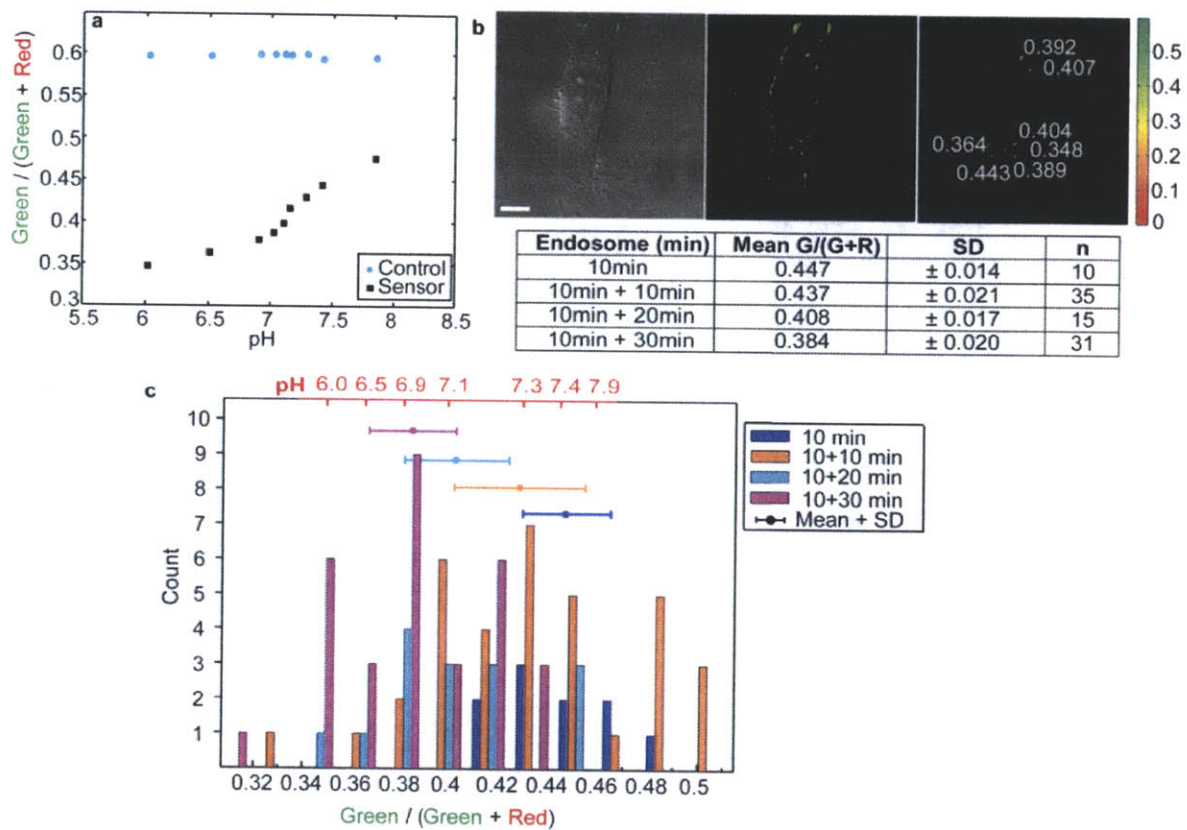 a
Green / (Green + Red)
0.6
0.55
0.5
0.45
0.4
0.35
0.3
Control
Sensor
5.5 6 6.5 7 7.5 8 8.5
pH
b
0.392
0.407
0.404
0.364
0.348
0.443 0.389
0.5
0.4
0.3
0.2
0.1
0
Endosome (min) Mean G/(G+R) SD n
10min 0.447 ± 0.014 10
10min + 10min 0.437 ± 0.021 35
10min + 20min 0.408 ± 0.017 15
10min + 30min 0.384 ± 0.020 31
c
pH 6.0 6.5 6.9 7.1 7.3 7.4 7.9
Count
10
9
8
7
6
5
4
3
2
1
10 min
10+10 min
10+20 min
10+30 min
Mean + SD
0.32 0.34 0.36 0.38 0.4 0.42 0.44 0.46 0.48 0.5
Green / (Green + Red)